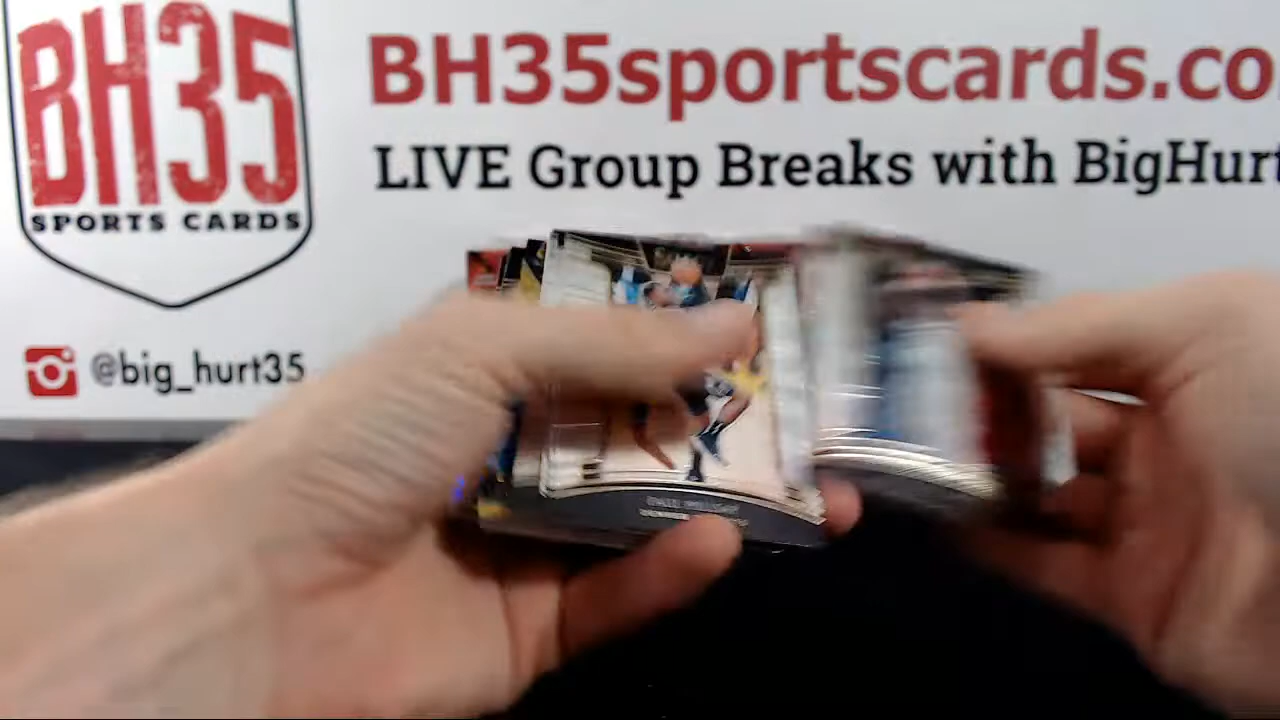 BH35
SPORTS CARDS
BH35sportscards.co
LIVE Group Breaks with BigHurt
@big_hurt35